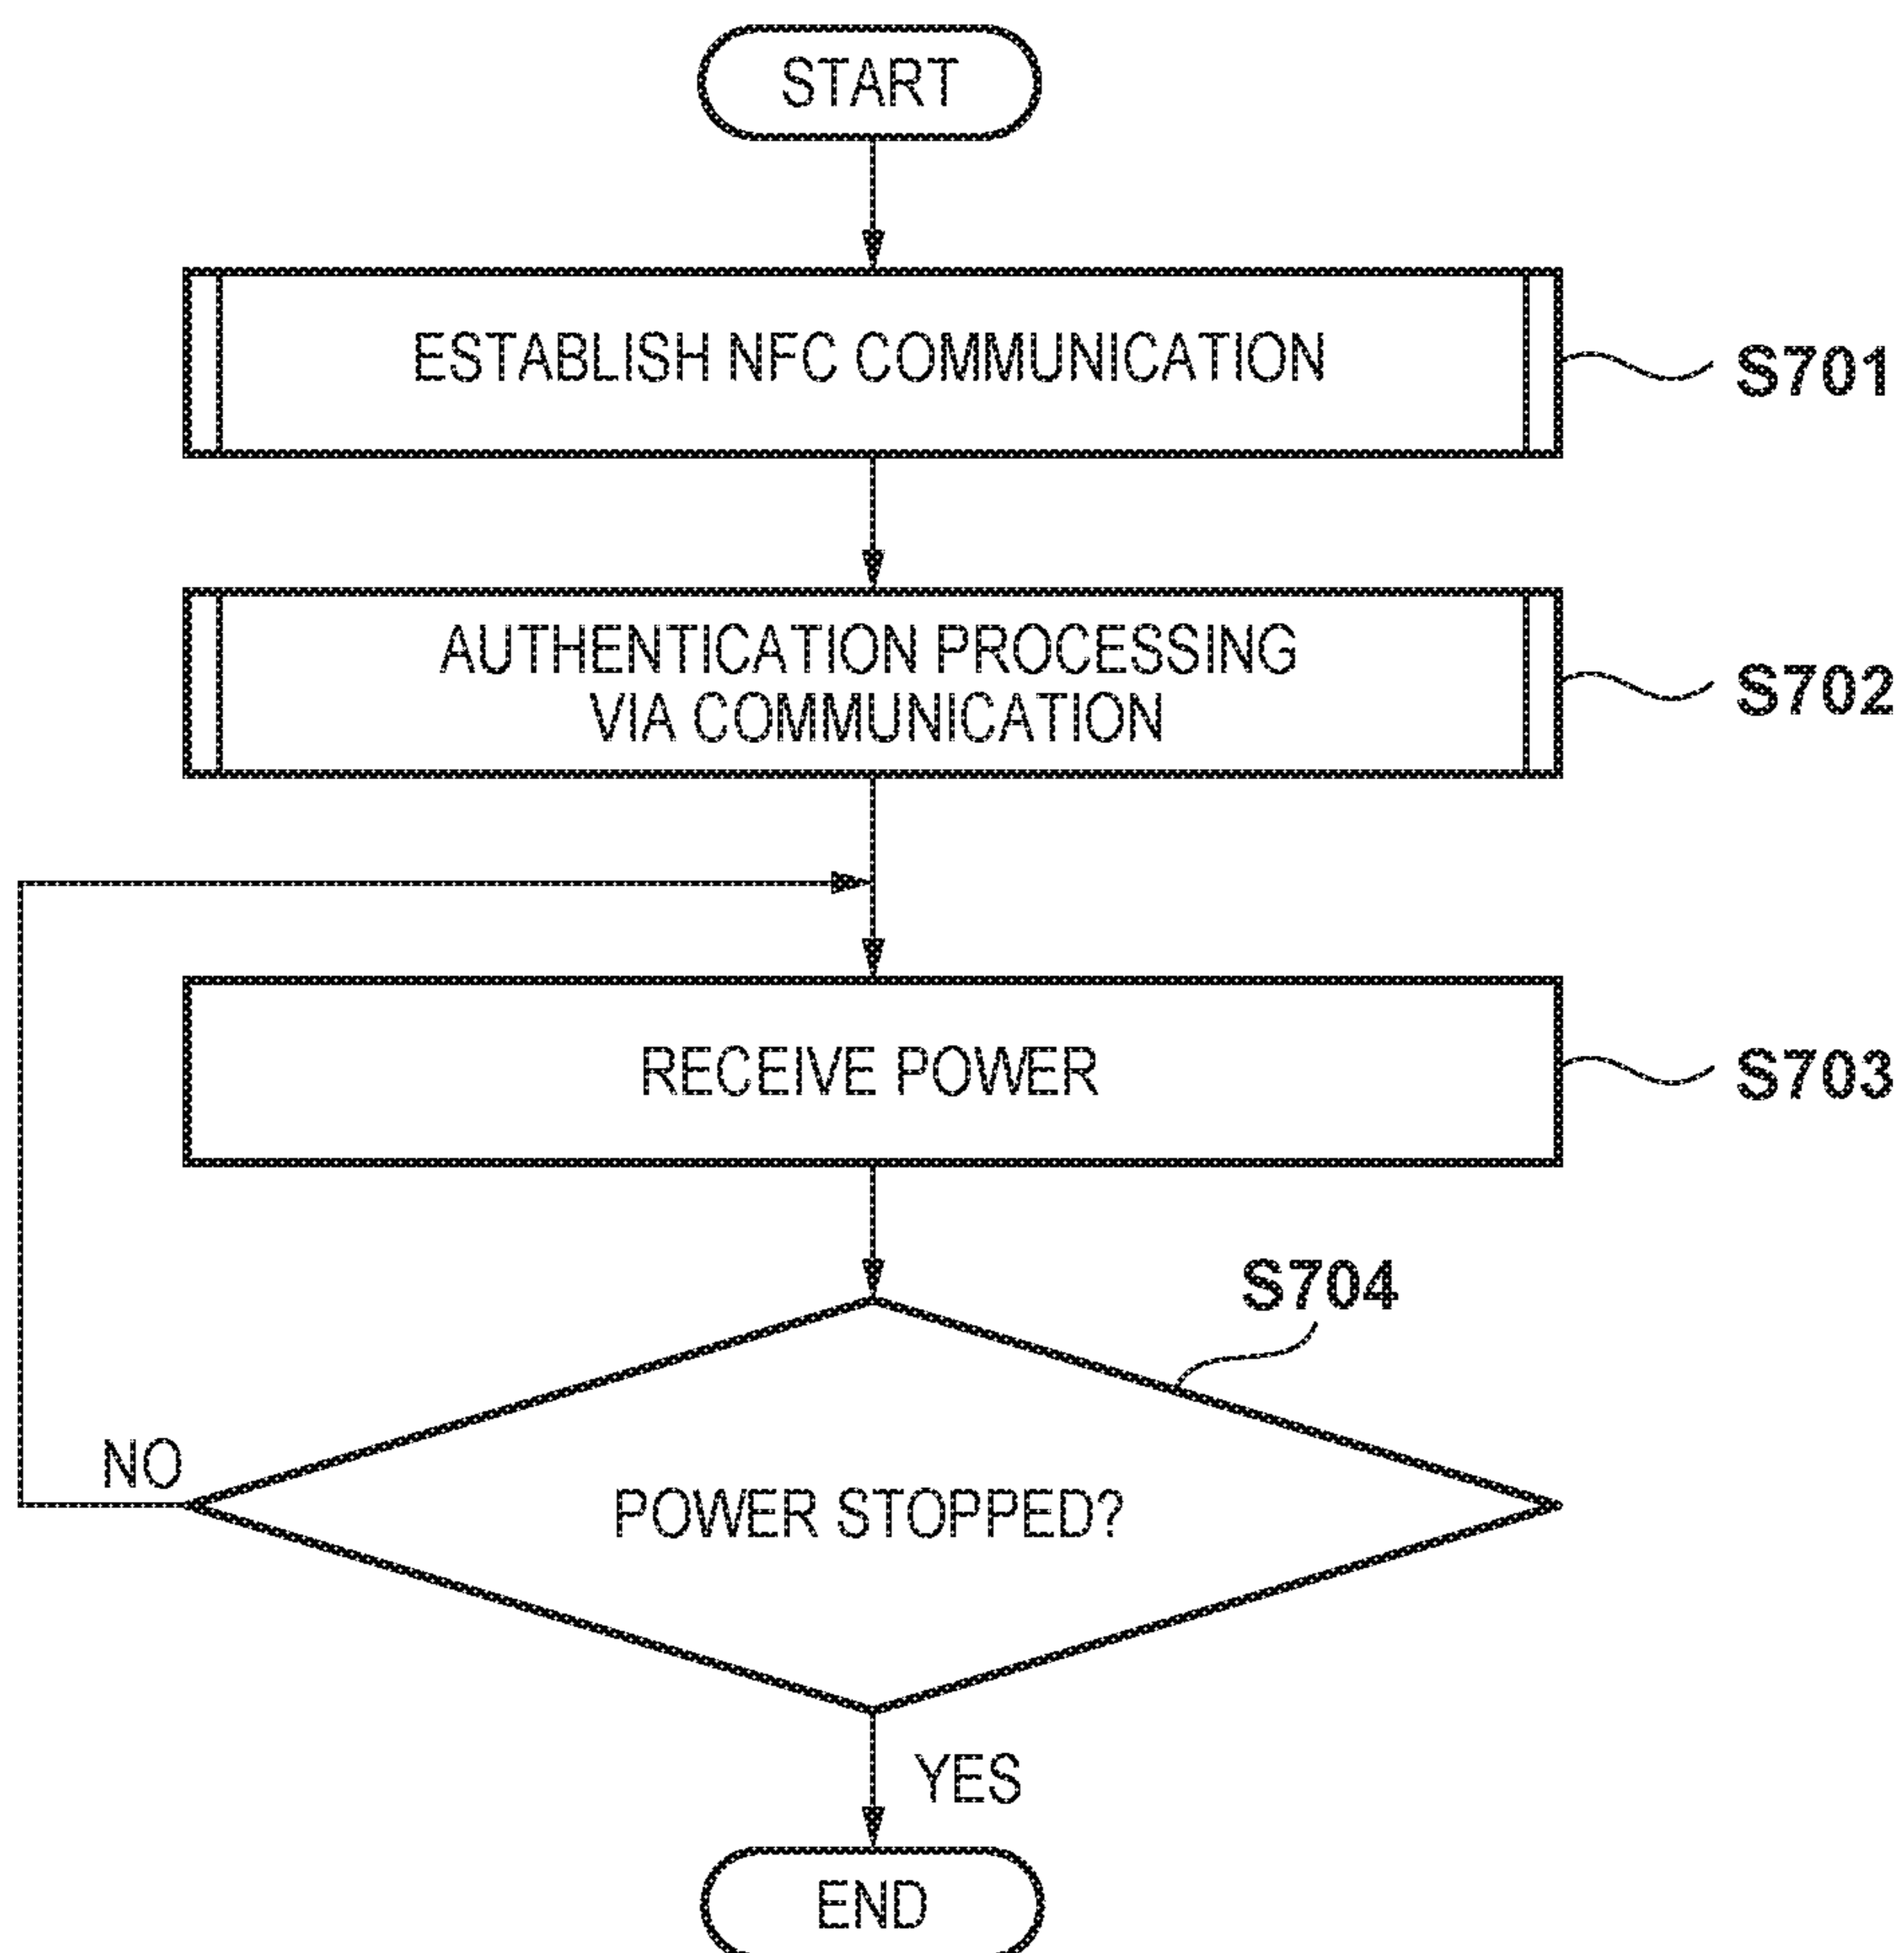 START
ESTABLISH NFC COMMUNICATION
S701
AUTHENTICATION PROCESSING
VIA COMMUNICATION
S702
RECEIVE POWER
S703
S704
NO
POWER STOPPED?
YES
END